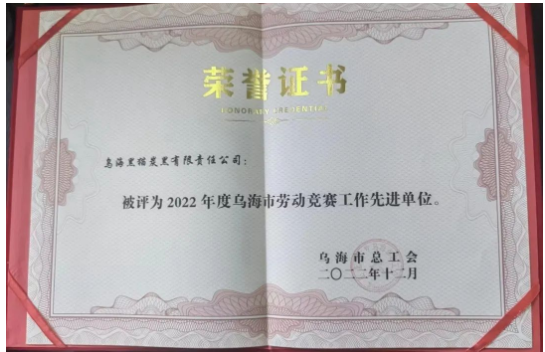 荣誉证书
HONORARY CREDENTIAL
乌海黑猫炭黑有限责任公司：
被评为2022年度乌海市劳动竞赛工作先进单位。
乌海市总工会
二〇二二年十二月